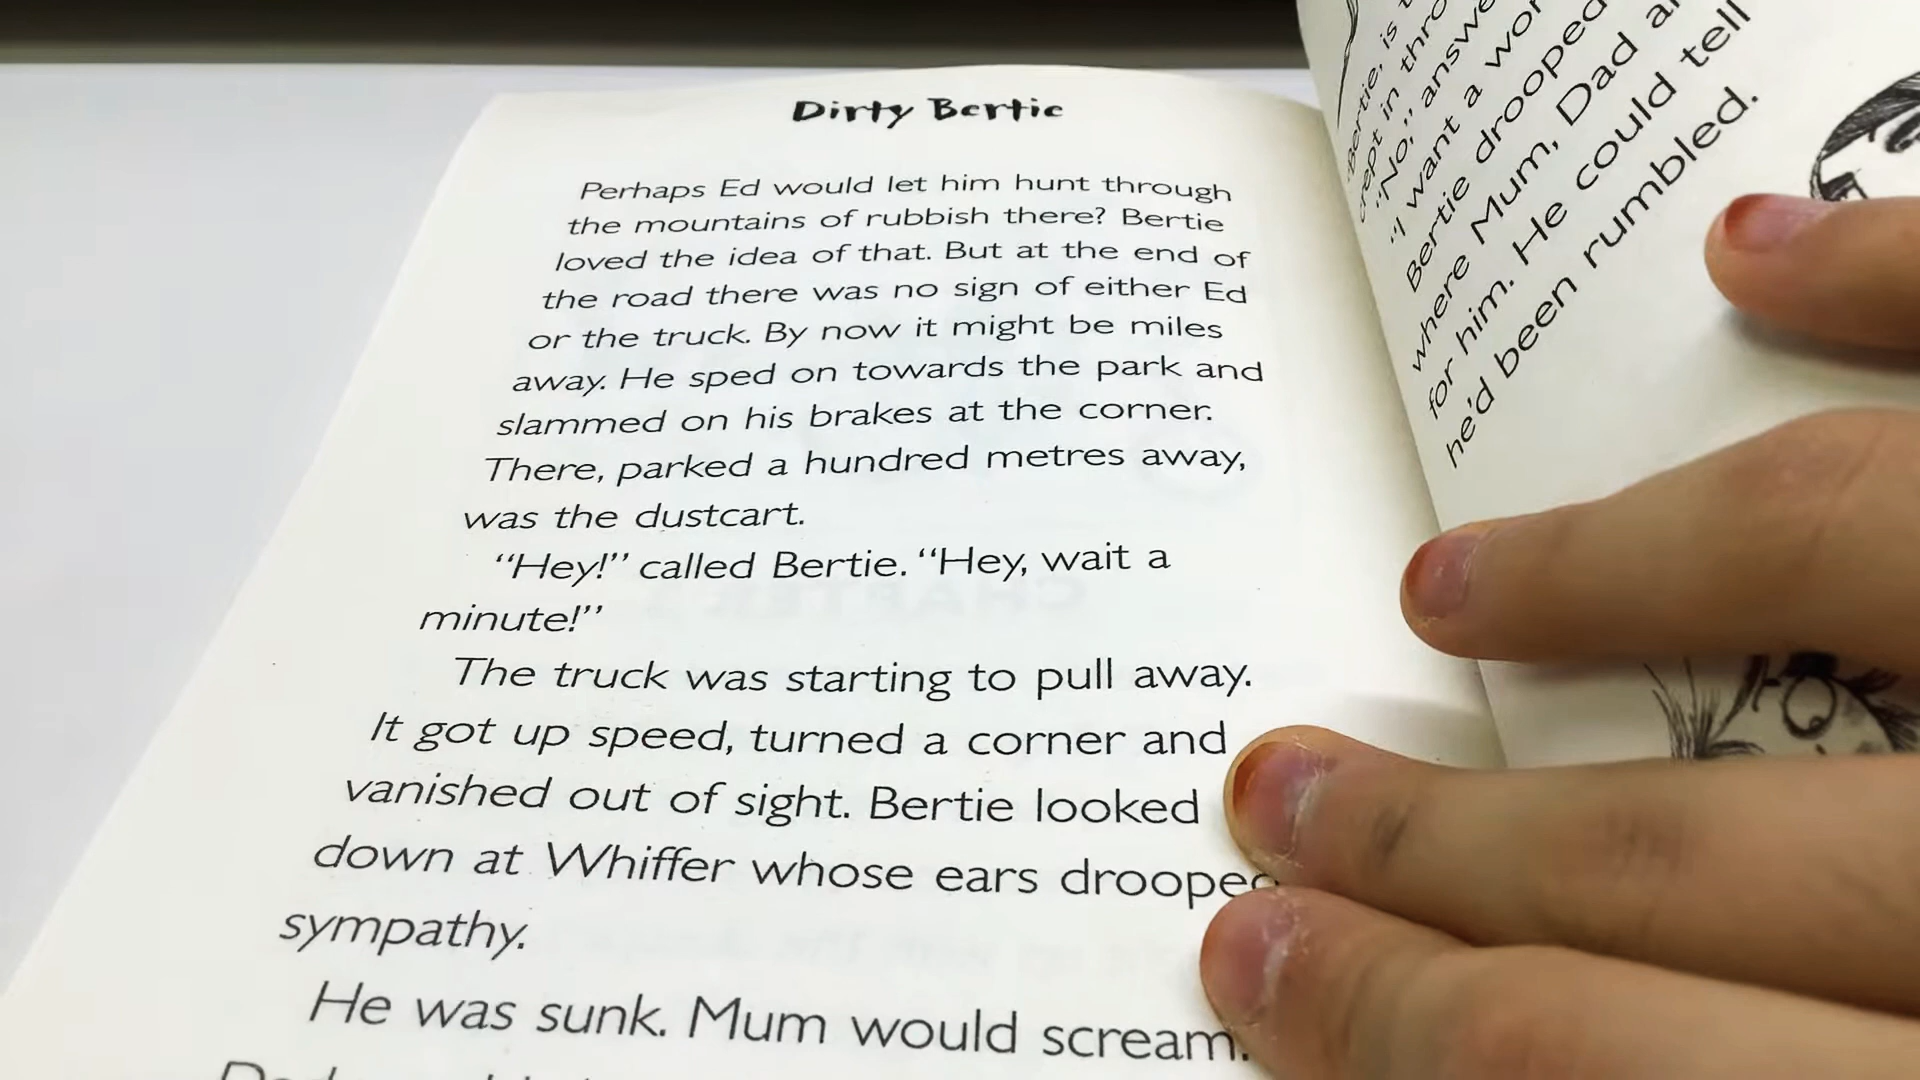 Dirty Bertie
Perhaps Ed would let him hunt through
the mountains of rubbish there? Bertie
loved the idea of that. But at the end of
the road there was no sign of either Ed
or the truck. By now it might be miles
away. He sped on towards the park and
slammed on his brakes at the corner.
There, parked a hundred metres away,
was the dustcart.
“Hey!” called Bertie. “Hey, wait a
minute!”
The truck was starting to pull away.
It got up speed, turned a corner and
vanished out of sight. Bertie looked
down at Whiffer whose ears drooped
sympathy.
He was sunk. Mum would scream.
“Bertie, is
crept in
“No,”
“I want a
Bertie drooped
where Mum, Dad
for him. He could tell
he’d been rumbled.